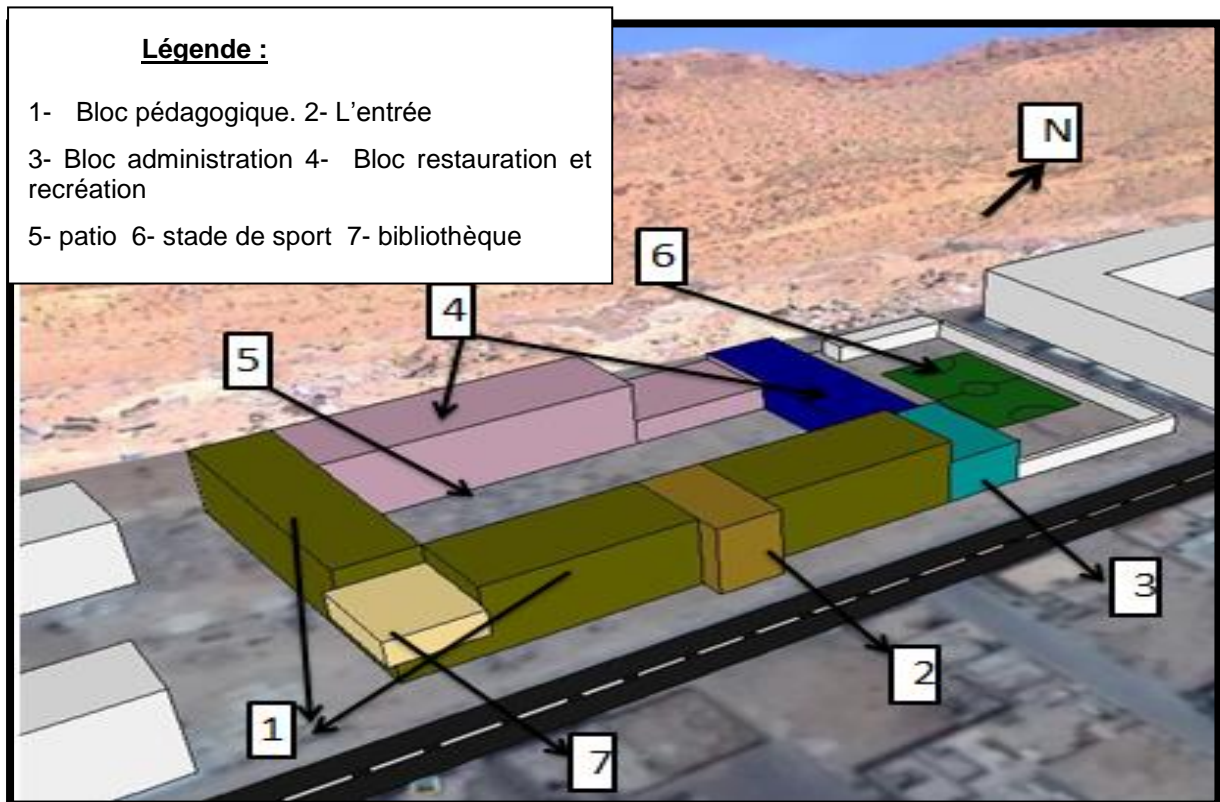 Légende :
1- Bloc pédagogique. 2- L'entrée
3- Bloc administration 4- Bloc restauration et
recréation
5- patio 6- stade de sport 7- bibliothèque
N
6
4
5
3
2
1
7